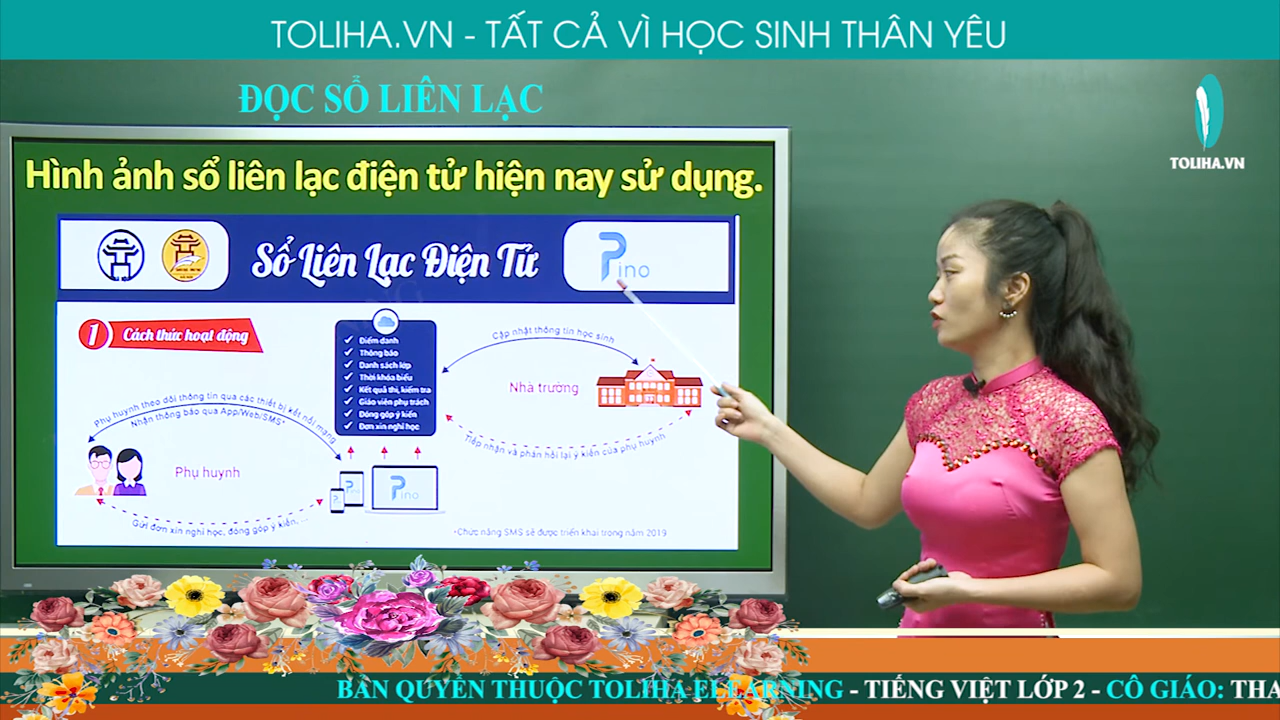 TOLIHA.VN - TẤT CẢ VÌ HỌC SINH THÂN YÊU
ĐỌC SỔ LIÊN LẠC
TOLIHA.VN
Hình ảnh sổ liên lạc điện tử hiện nay sử dụng.
Sổ Liên Lạc Điện Tử
Pino
1 Cách thức hoạt động
Điểm danh
Thông báo
Danh sách lớp
Thời khóa biểu
Kết quả thi, kiểm tra
Giáo viên phụ trách
Đóng góp ý kiến
Đơn xin nghỉ học
Cập nhật thông tin học sinh
Nhà trường
Tiếp nhận và phản hồi lại ý kiến của phụ huynh
Phụ huynh theo dõi thông tin qua các thiết bị kết nối mạng
Nhận thông báo qua App/Web/SMS*
Phụ huynh
Pino
Gửi đơn xin nghỉ học, đóng góp ý kiến, ...
*Chức năng SMS sẽ được triển khai trong năm 2019
BẢN QUYỀN THUỘC TOLIHA ELEARNING - TIẾNG VIỆT LỚP 2 - CÔ GIÁO: THA